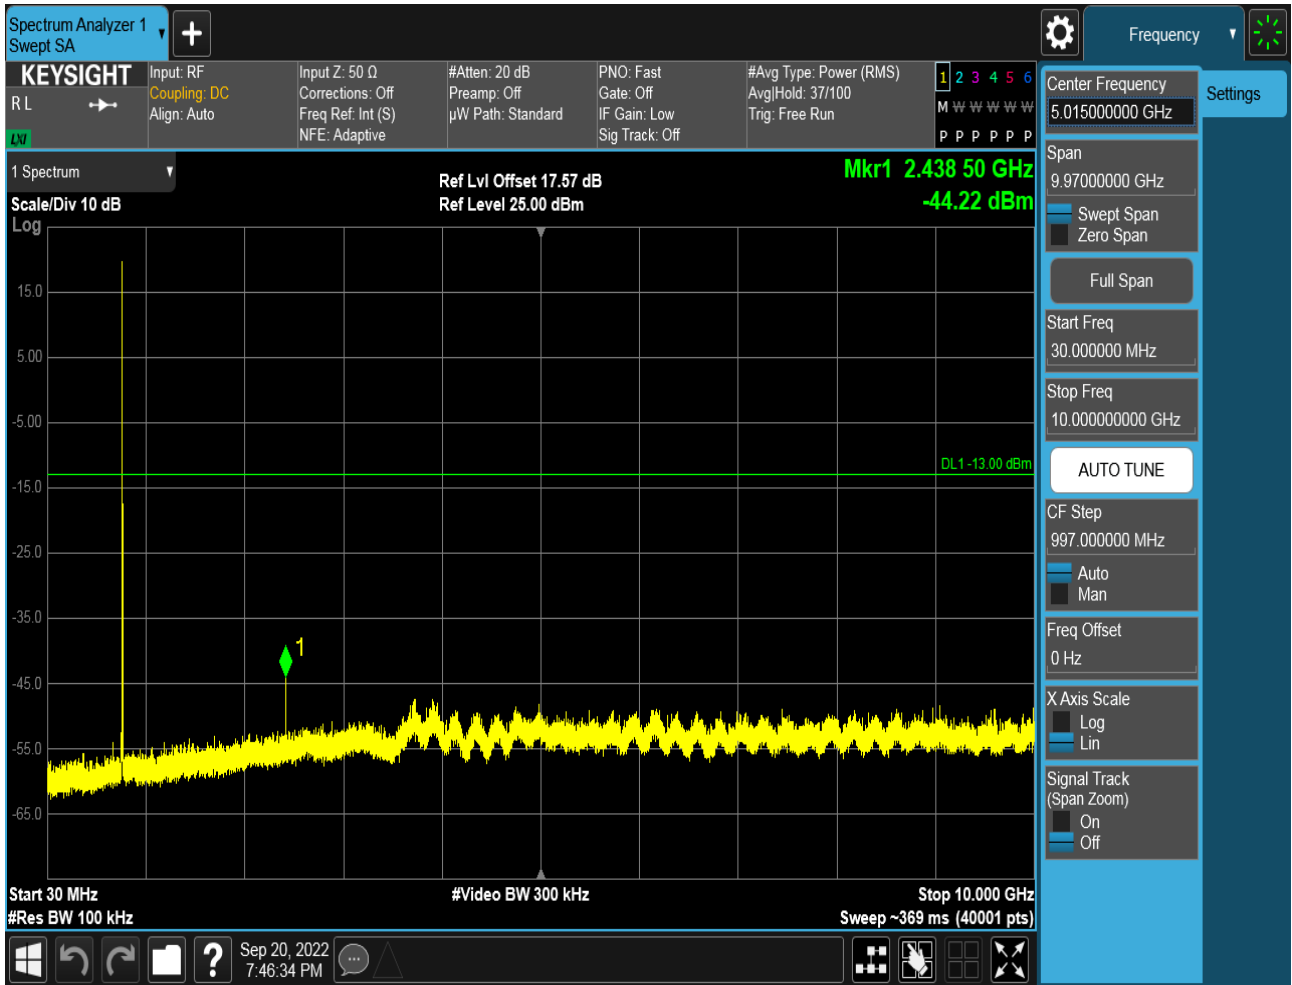 Spectrum Analyzer 1
Swept SA
Frequency
KEYSIGHT
R L
LXI
Input: RF
Coupling: DC
Align: Auto
Input Z: 50 Ω
Corrections: Off
Freq Ref: Int (S)
NFE: Adaptive
#Atten: 20 dB
Preamp: Off
µW Path: Standard
PNO: Fast
Gate: Off
IF Gain: Low
Sig Track: Off
#Avg Type: Power (RMS)
Avg|Hold: 37/100
Trig: Free Run
1 2 3 4 5 6
M W W W W W
P P P P P P
1 Spectrum
Scale/Div 10 dB
Log
Ref Lvl Offset 17.57 dB
Ref Level 25.00 dBm
Mkr1 2.438 50 GHz
-44.22 dBm
15.0
5.00
-5.00
-15.0
-25.0
-35.0
-45.0
-55.0
-65.0
DL1 -13.00 dBm
1
Start 30 MHz
#Res BW 100 kHz
#Video BW 300 kHz
Stop 10.000 GHz
Sweep ~369 ms (40001 pts)
Center Frequency
5.015000000 GHz
Settings
Span
9.97000000 GHz
Swept Span
Zero Span
Full Span
Start Freq
30.000000 MHz
Stop Freq
10.000000000 GHz
AUTO TUNE
CF Step
997.000000 MHz
Auto
Man
Freq Offset
0 Hz
X Axis Scale
Log
Lin
Signal Track
(Span Zoom)
On
Off
?
Sep 20, 2022
7:46:34 PM